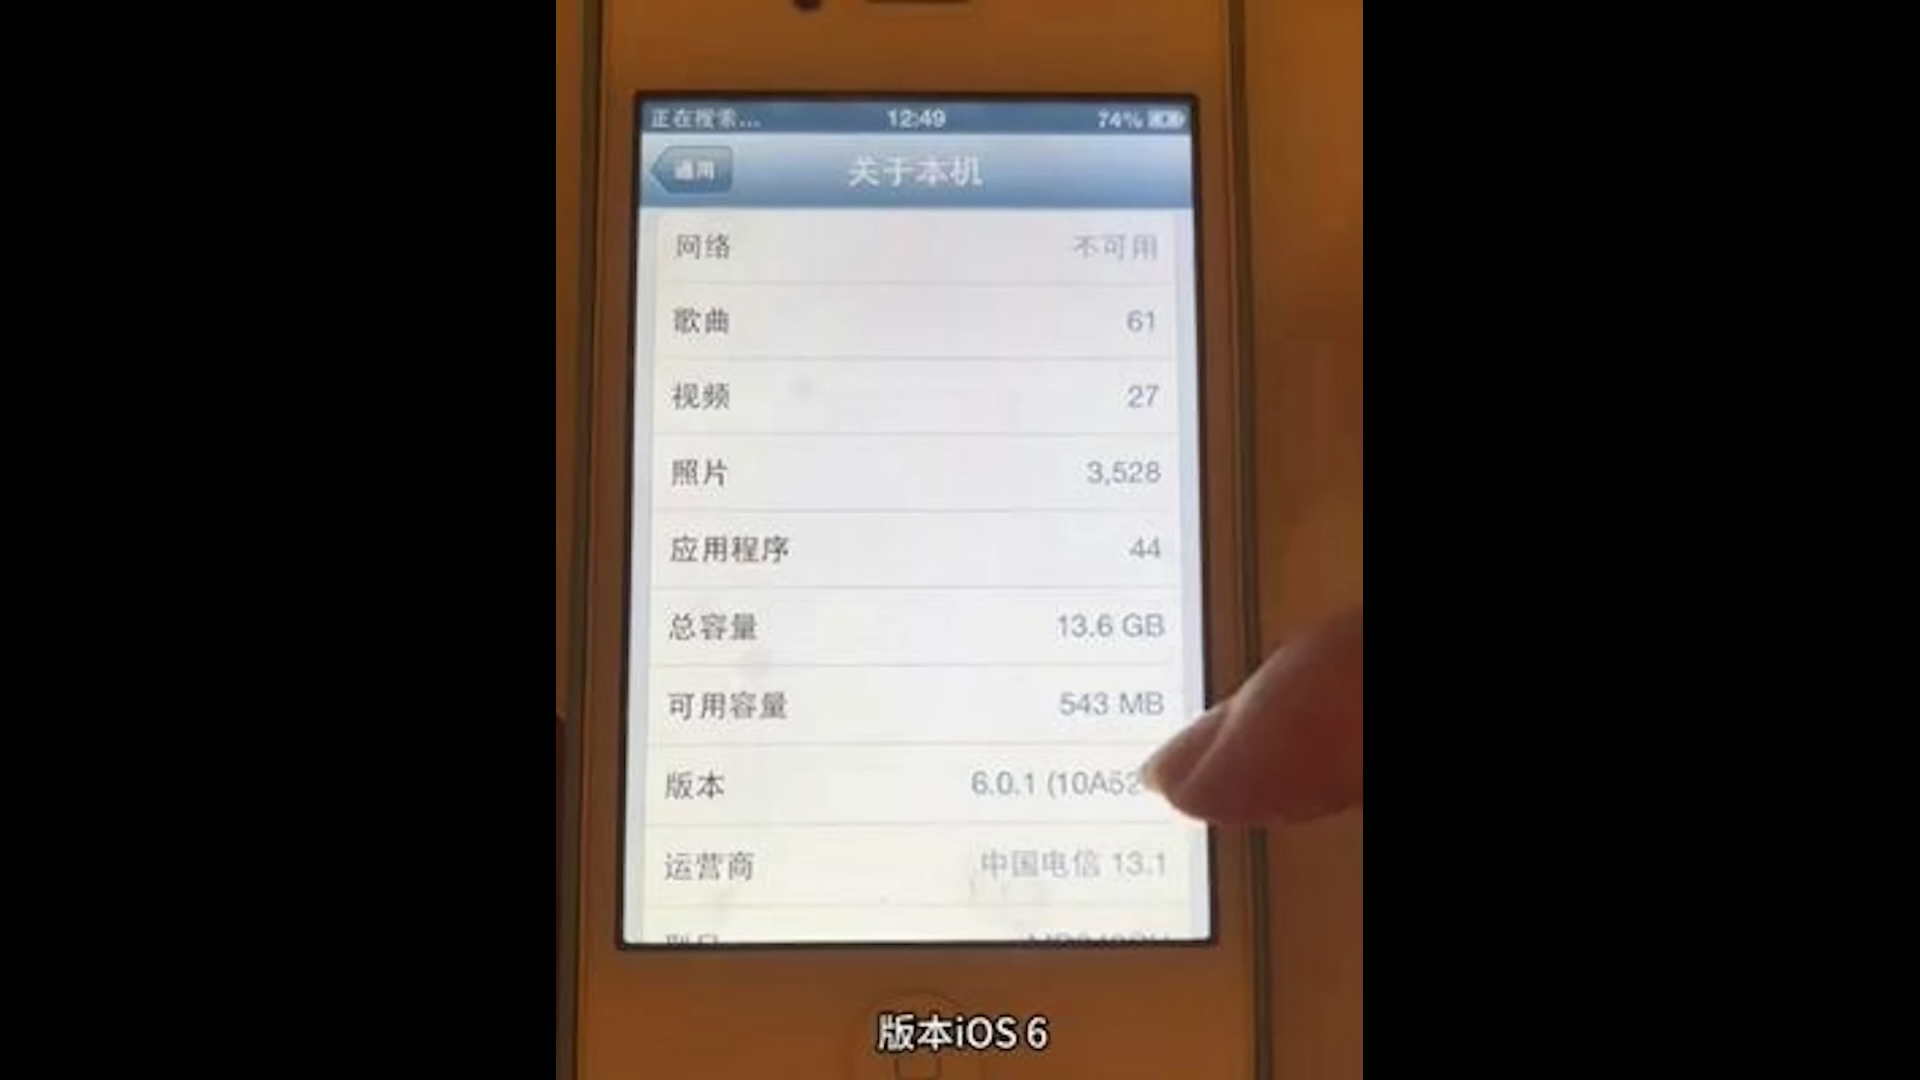 正在搜索... 12:49 74%
通用 关于本机
网络 不可用
歌曲 61
视频 27
照片 3,528
应用程序 44
总容量 13.6 GB
可用容量 543 MB
版本 6.0.1 (10A52
运营商 中国电信 13.1
版本iOS 6